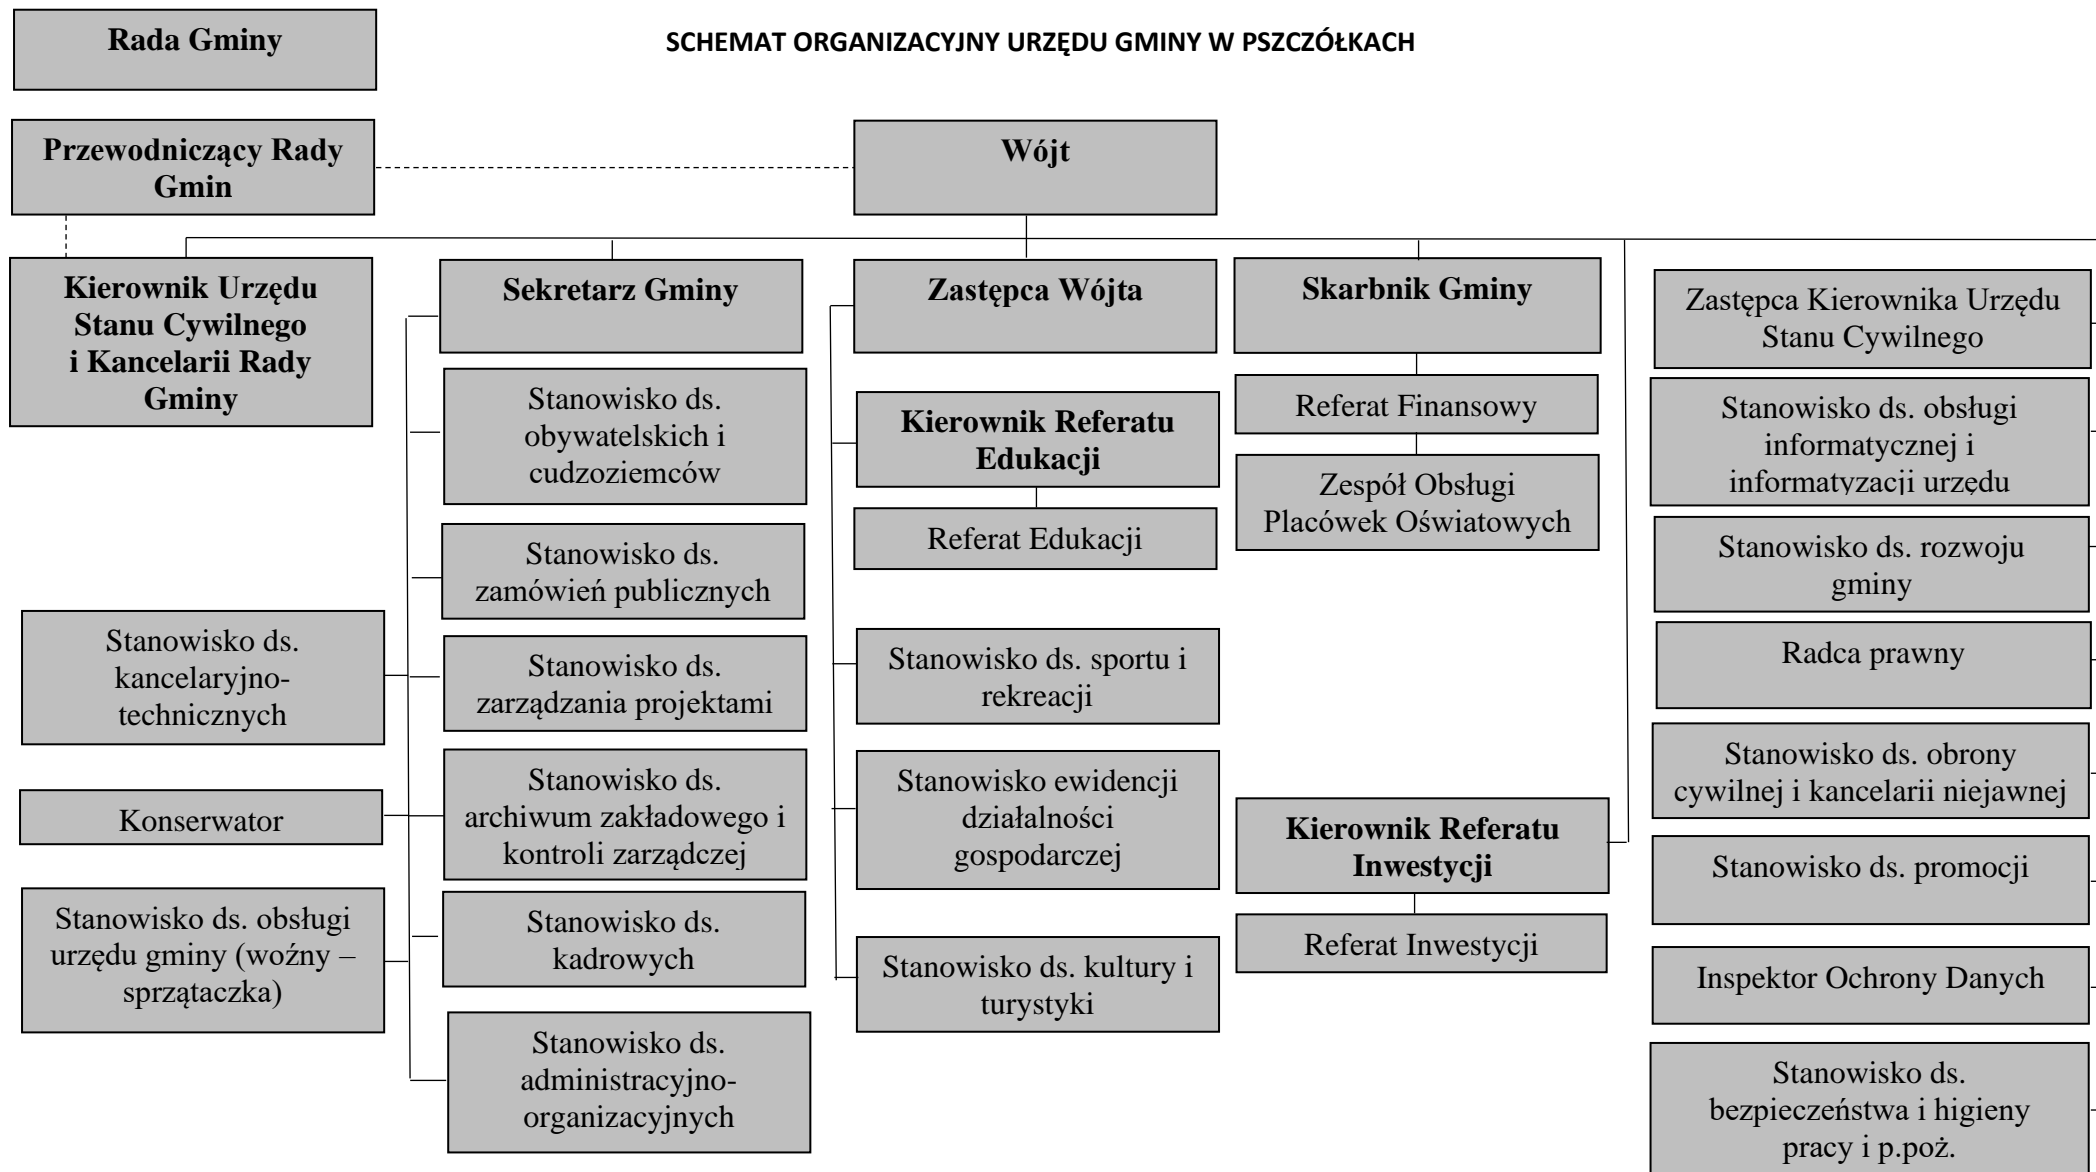 Rada Gminy
SCHEMAT ORGANIZACYJNY URZĘDU GMINY W PSZCZÓŁKACH
Przewodniczący Rady
Gmin
Wójt
Kierownik Urzędu
Stanu Cywilnego
i Kancelarii Rady
Gminy
Sekretarz Gminy
Zastępca Wójta
Skarbnik Gminy
Zastępca Kierownika Urzędu
Stanu Cywilnego
Stanowisko ds.
obywatelskich i
cudzoziemców
Kierownik Referatu
Edukacji
Referat Finansowy
Stanowisko ds. obsługi
informatycznej i
informatyzacji urzędu
Zespół Obsługi
Placówek Oświatowych
Referat Edukacji
Stanowisko ds.
zamówień publicznych
Stanowisko ds. rozwoju
gminy
Stanowisko ds.
kancelaryjno-
technicznych
Stanowisko ds.
zarządzania projektami
Stanowisko ds. sportu i
rekreacji
Radca prawny
Konserwator
Stanowisko ds.
archiwum zakładowego i
kontroli zarządczej
Stanowisko ewidencji
działalności
gospodarczej
Kierownik Referatu
Inwestycji
Stanowisko ds. obrony
cywilnej i kancelarii niejawnej
Stanowisko ds. promocji
Stanowisko ds. obsługi
urzędu gminy (woźny –
sprzątaczka)
Stanowisko ds.
kadrowych
Stanowisko ds. kultury i
turystyki
Referat Inwestycji
Inspektor Ochrony Danych
Stanowisko ds.
administracyjno-
organizacyjnych
Stanowisko ds.
bezpieczeństwa i higieny
pracy i p.poż.